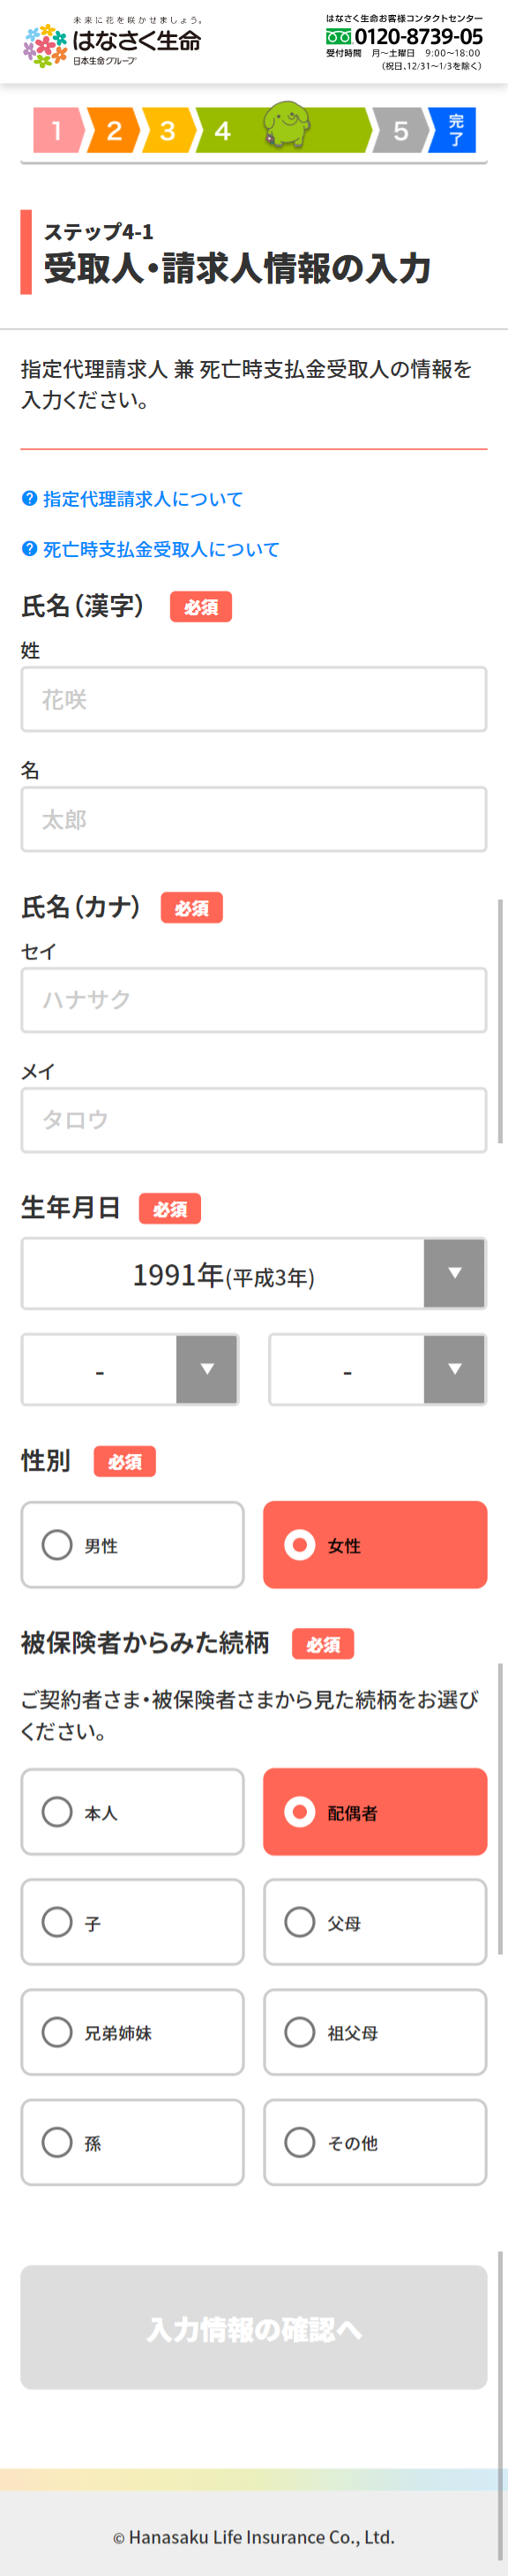 未来に花を咲かせましょう。
はなさく生命
日本生命グループ
はなさく生命お客様コンタクトセンター
0120-8739-05
受付時間 月〜土曜日 9:00〜18:00
(祝日、12/31〜1/3を除く)
1 2 3 4 5 完了
ステップ4-1
受取人・請求人情報の入力
指定代理請求人 兼 死亡時支払金受取人の情報を
入力ください。
? 指定代理請求人について
? 死亡時支払金受取人について
氏名（漢字） 必須
姓
花咲
名
太郎
氏名（カナ） 必須
セイ
ハナサク
メイ
タロウ
生年月日 必須
1991年(平成3年) ▼
- ▼ - ▼
性別 必須
男性 女性
被保険者からみた続柄 必須
ご契約者さま・被保険者さまから見た続柄をお選び
ください。
本人 配偶者
子 父母
兄弟姉妹 祖父母
孫 その他
入力情報の確認へ
© Hanasaku Life Insurance Co., Ltd.